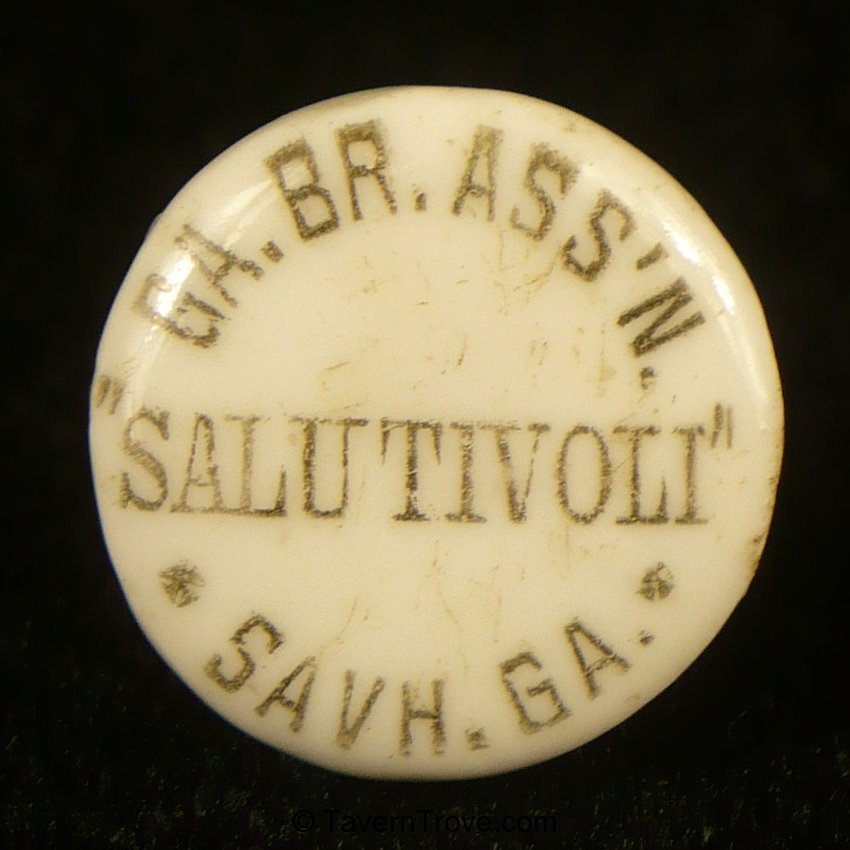 GA. BR. ASS'N.
"SALUTIVOLI"
* SAVH. GA. *
© TavernTrove.com